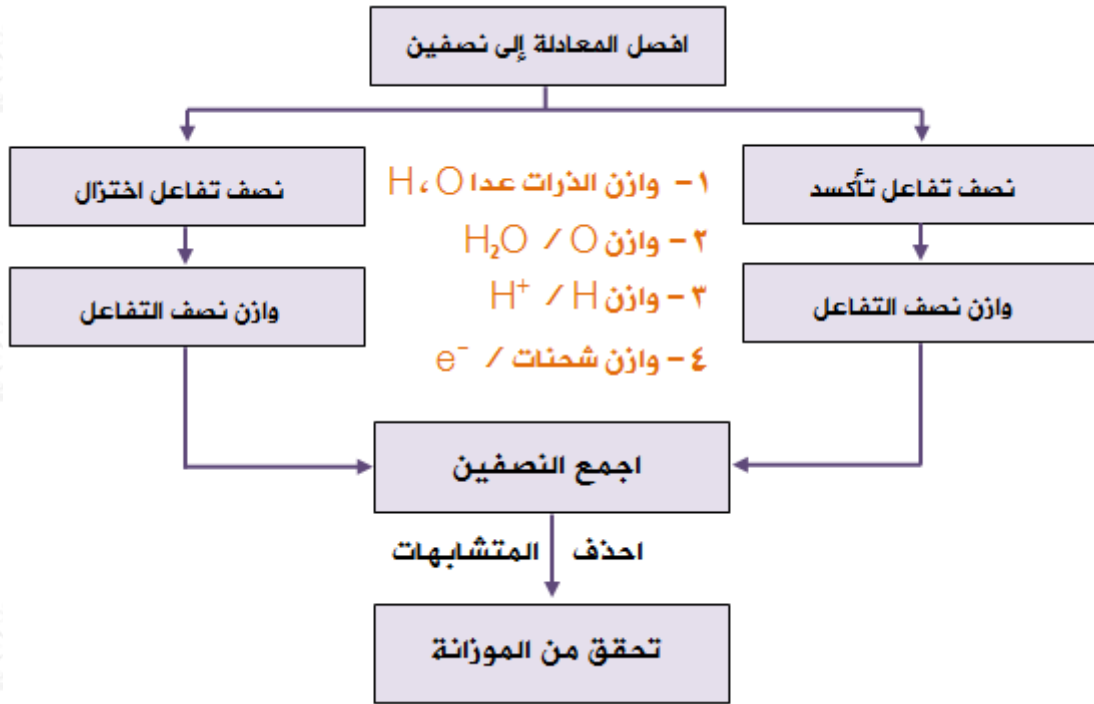 افصل المعادلة إلى نصفين
نصف تفاعل تأكسد
نصف تفاعل اختزال
١- وازن الذرات عدا H، O
٢- وازن H₂O / O
٣- وازن H⁺ / H
٤- وازن شحنات / e⁻
وازن نصف التفاعل
وازن نصف التفاعل
اجمع النصفين
احذف المتشابهات
تحقق من الموزانة